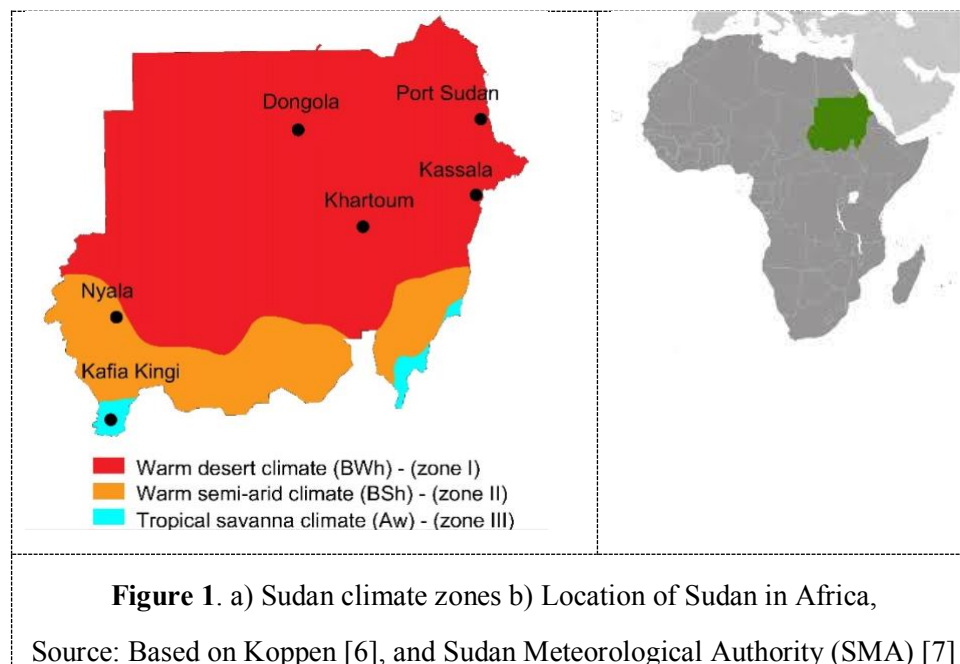 Dongola
Port Sudan
Kassala
Khartoum
Nyala
Kafia Kingi
Warm desert climate (BWh) - (zone I)
Warm semi-arid climate (BSh) - (zone II)
Tropical savanna climate (Aw) - (zone III)
Figure 1. a) Sudan climate zones b) Location of Sudan in Africa,
Source: Based on Koppen [6], and Sudan Meteorological Authority (SMA) [7]